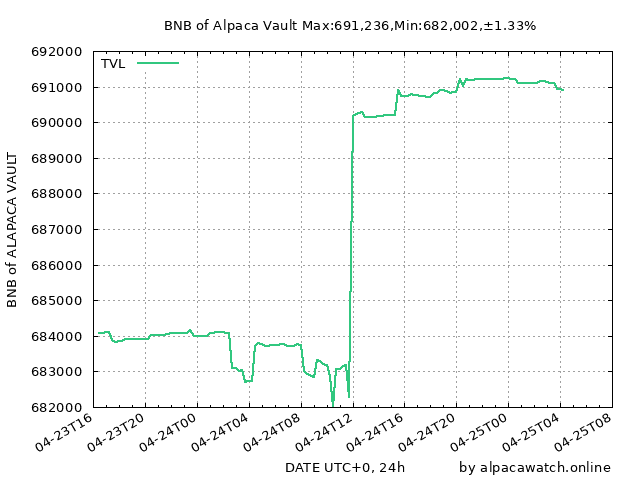 BNB of Alpaca Vault Max:691,236,Min:682,002,±1.33%
TVL
BNB of ALAPACA VAULT
692000
691000
690000
689000
688000
687000
686000
685000
684000
683000
682000
04-23T16
04-23T20
04-24T00
04-24T04
04-24T08
04-24T12
04-24T16
04-24T20
04-25T00
04-25T04
04-25T08
DATE UTC+0, 24h
by alpacawatch.online